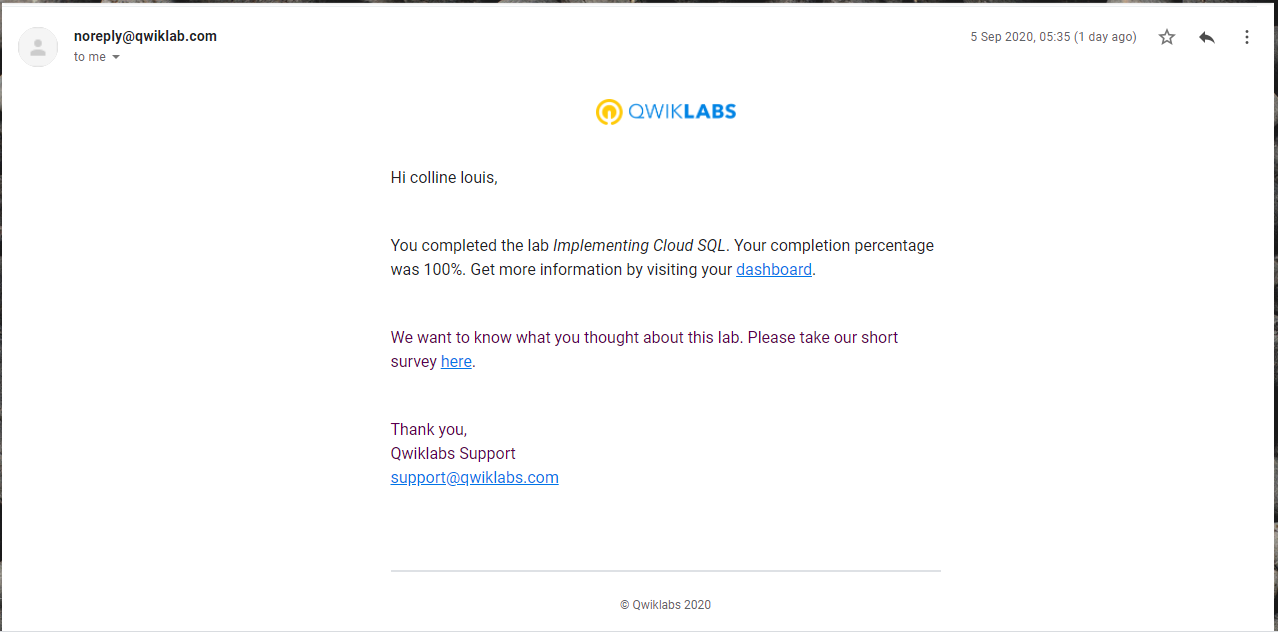 noreply@qwiklab.com
5 Sep 2020, 05:35 (1 day ago)
to me
QWIKLABS
Hi colline louis,
You completed the lab Implementing Cloud SQL. Your completion percentage
was 100%. Get more information by visiting your dashboard.
We want to know what you thought about this lab. Please take our short
survey here.
Thank you,
Qwiklabs Support
support@qwiklabs.com
© Qwiklabs 2020